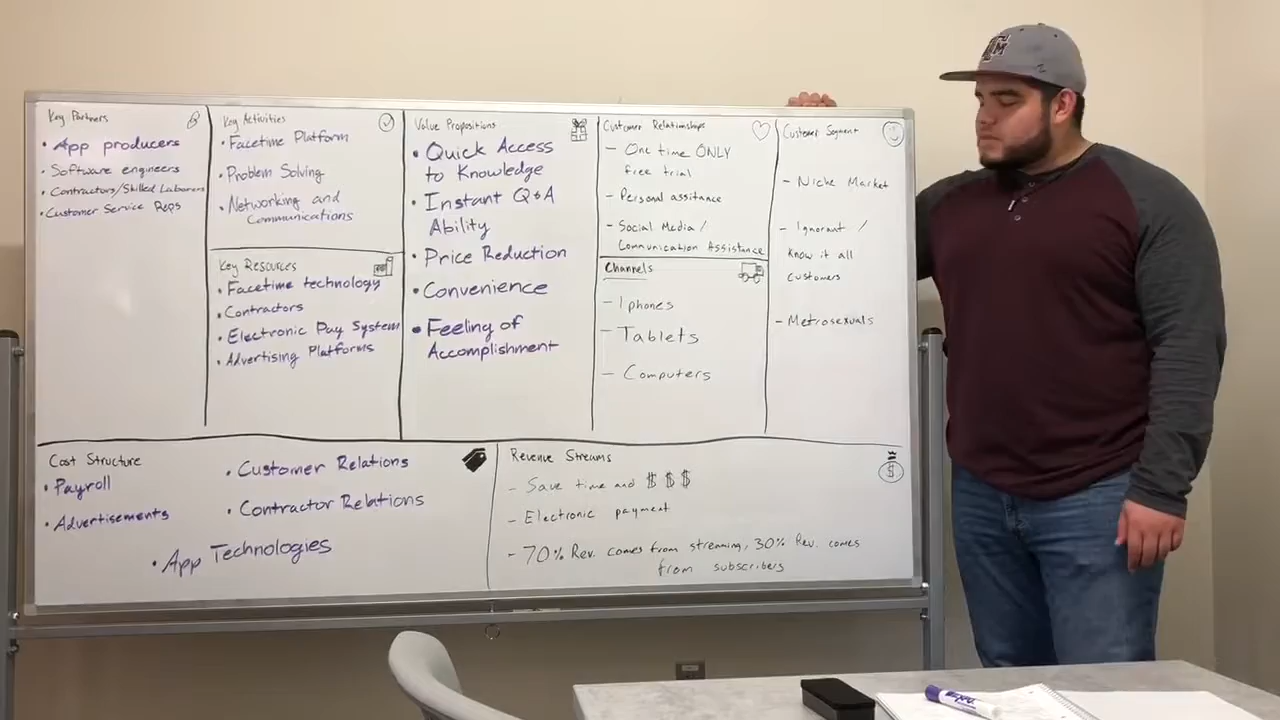 Key Partners
• App producers
• Software engineers
• Contractors/Skilled Laborers
• Customer Service Reps
Key Activities
• Facetime Platform
• Problem Solving
• Networking and
Communications
Key Resources
• Facetime technology
• Contractors
• Electronic Pay System
• Advertising Platforms
Value Propositions
• Quick Access
to Knowledge
• Instant Q&A
Ability
• Price Reduction
• Convenience
• Feeling of
Accomplishment
Customer Relationships
- One time ONLY
free trial
- Personal assitance
- Social Media /
Communication Assistance
Channels
- Iphones
- Tablets
- Computers
Customer Segment
- Niche Market
- Ignorant /
Know it all
customers
- Metrosexuals
Cost Structure
• Payroll
• Advertisements
• Customer Relations
• Contractor Relations
• App Technologies
Revenue Streams
- Save time and $ $ $
- Electronic payment
- 70% Rev. comes from streaming, 30% Rev. comes
from subscribers
$
ATM